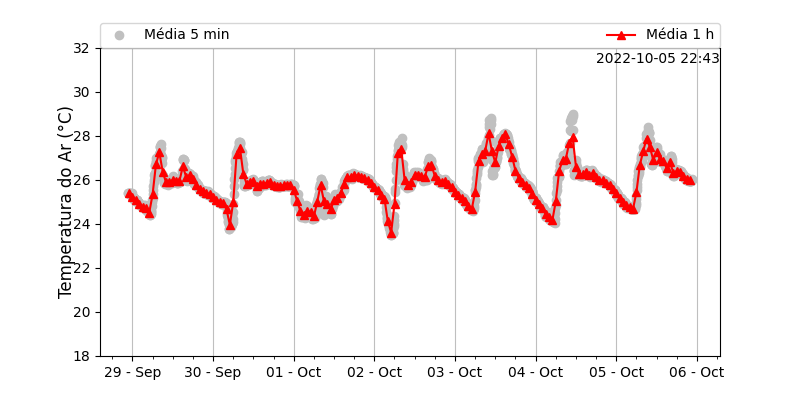 Média 5 min
Média 1 h
2022-10-05 22:43
Temperatura do Ar (°C)
32
30
28
26
24
22
20
18
29 - Sep
30 - Sep
01 - Oct
02 - Oct
03 - Oct
04 - Oct
05 - Oct
06 - Oct